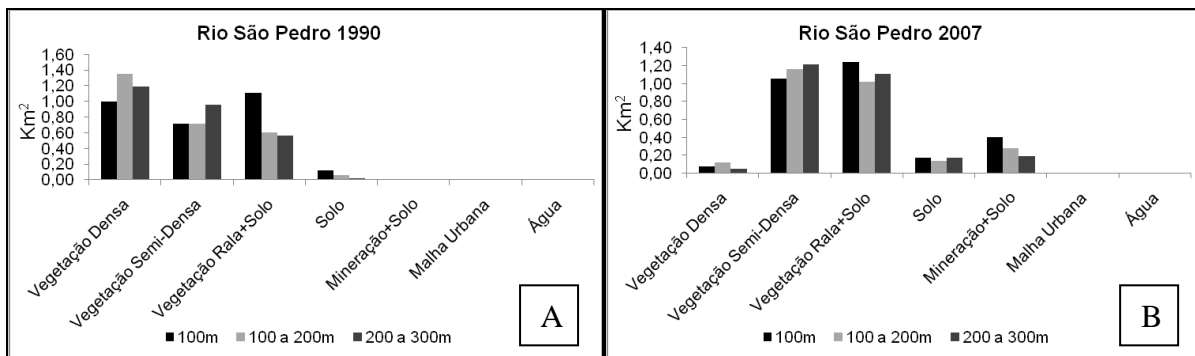 Rio São Pedro 1990
Km²
1,60
1,40
1,20
1,00
0,80
0,60
0,40
0,20
0,00
Vegetação Densa
Vegetação Semi-Densa
Vegetação Rala+Solo
Solo
Mineração+Solo
Malha Urbana
Água
100m 100 a 200m 200 a 300m
A
Rio São Pedro 2007
Km²
1,40
1,20
1,00
0,80
0,60
0,40
0,20
0,00
Vegetação Densa
Vegetação Semi-Densa
Vegetação Rala+Solo
Solo
Mineração+Solo
Malha Urbana
Água
100m 100 a 200m 200 a 300m
B